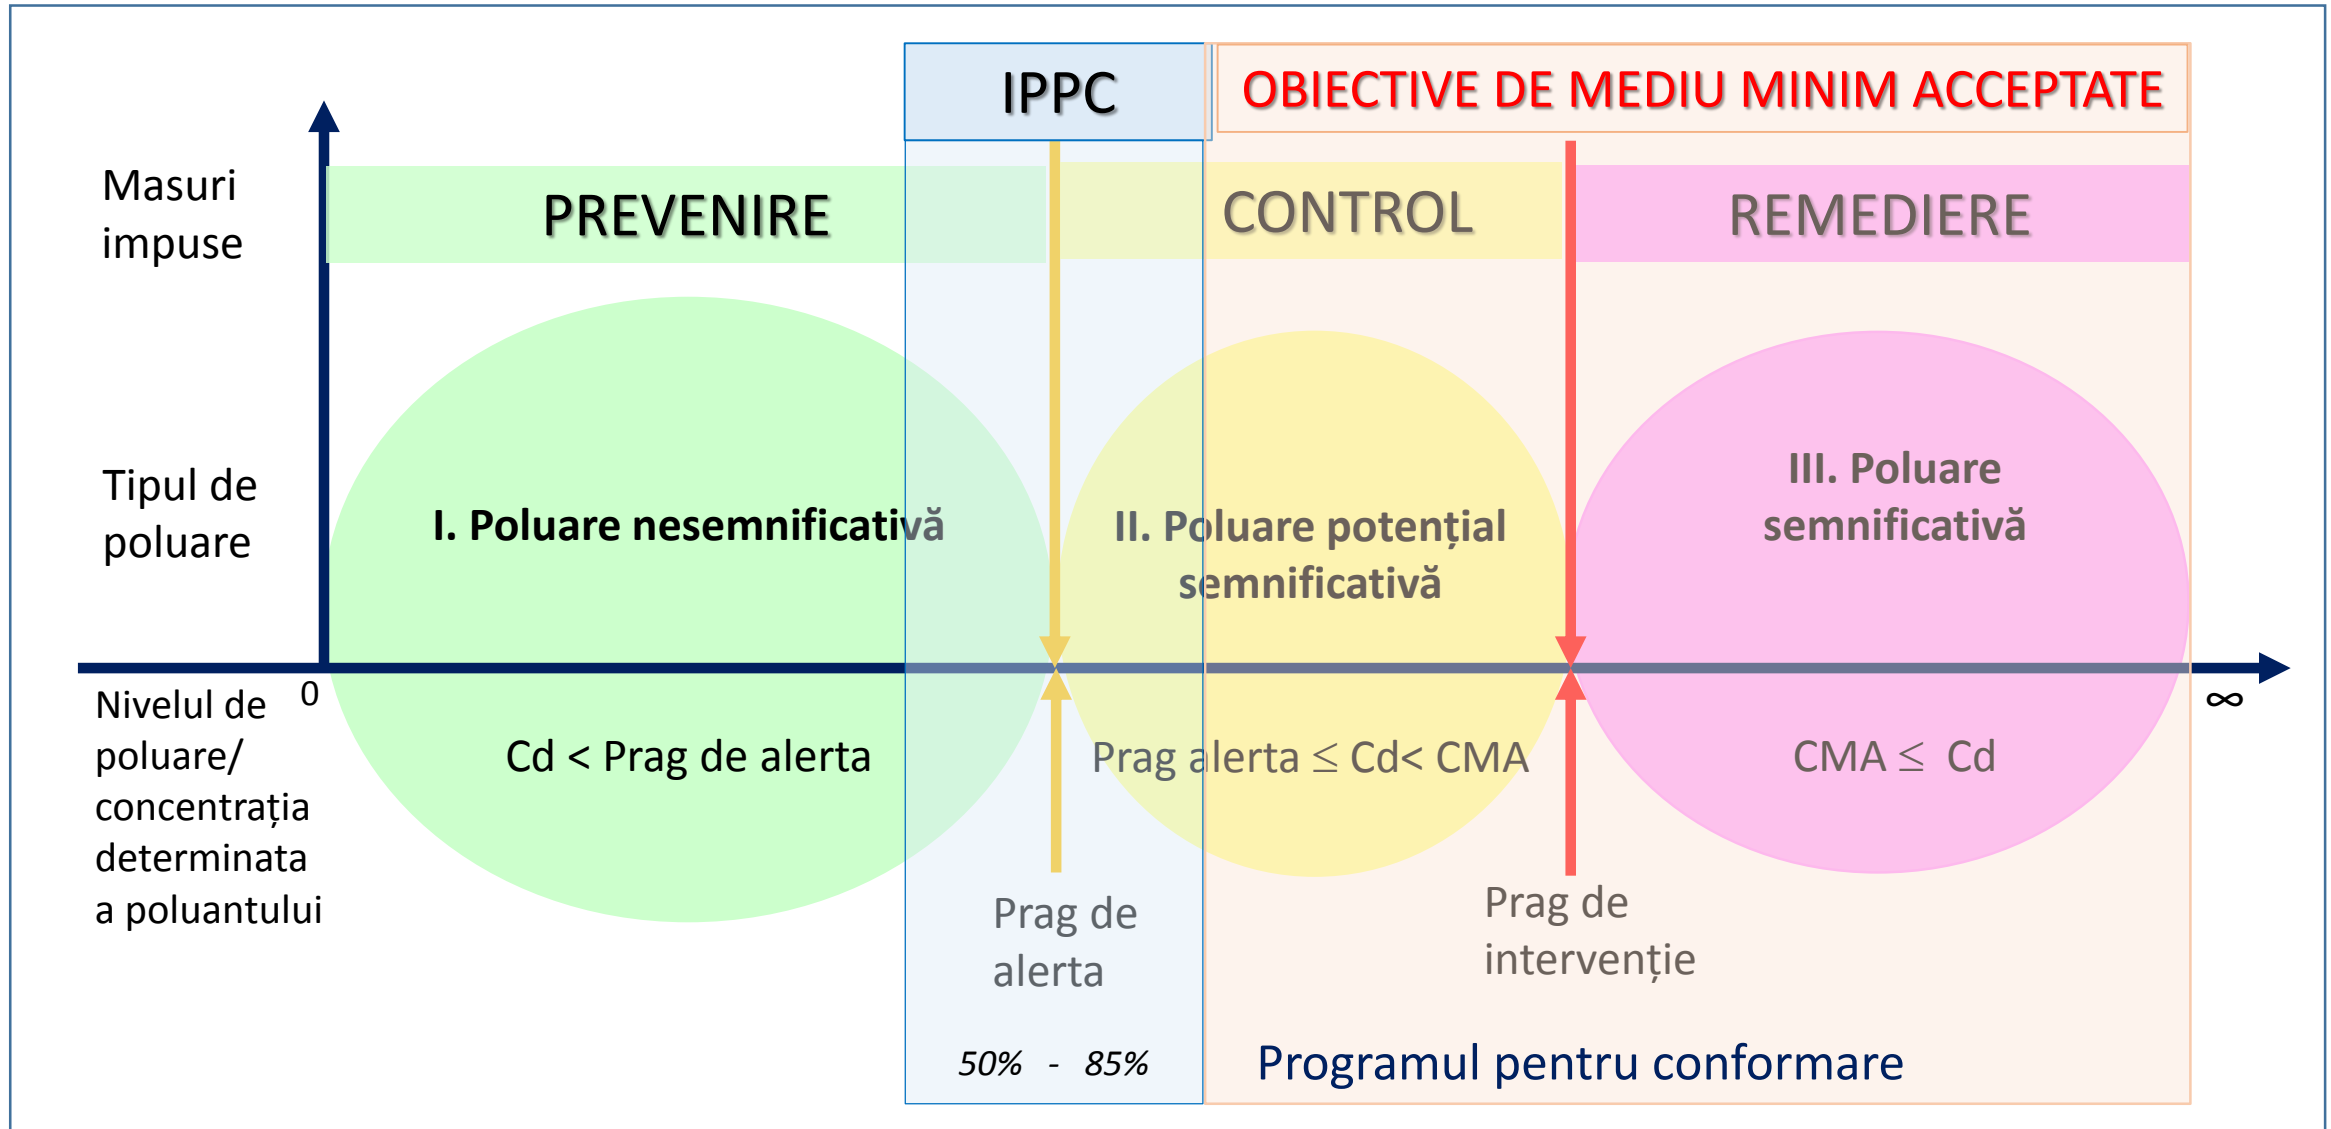 IPPC
OBIECTIVE DE MEDIU MINIM ACCEPTATE
Masuri
impuse
PREVENIRE
CONTROL
REMEDIERE
Tipul de
poluare
I. Poluare nesemnificativă
II. Poluare potențial
semnificativă
III. Poluare
semnificativă
0
∞
Nivelul de
poluare/
concentrația
determinata
a poluantului
Cd < Prag de alerta
Prag alerta ≤ Cd< CMA
CMA ≤ Cd
Prag de
alerta
Prag de
intervenție
50% - 85%
Programul pentru conformare